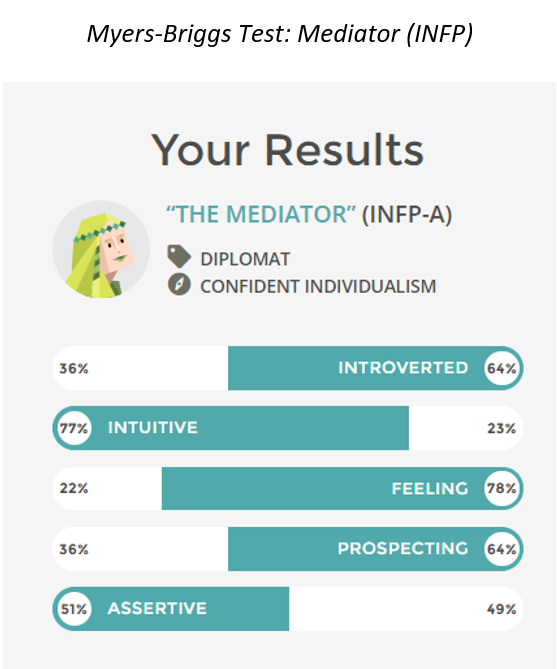 Myers-Briggs Test: Mediator (INFP)
Your Results
“THE MEDIATOR” (INFP-A)
DIPLOMAT
CONFIDENT INDIVIDUALISM
36% INTROVERTED 64%
77% INTUITIVE 23%
22% FEELING 78%
36% PROSPECTING 64%
51% ASSERTIVE 49%